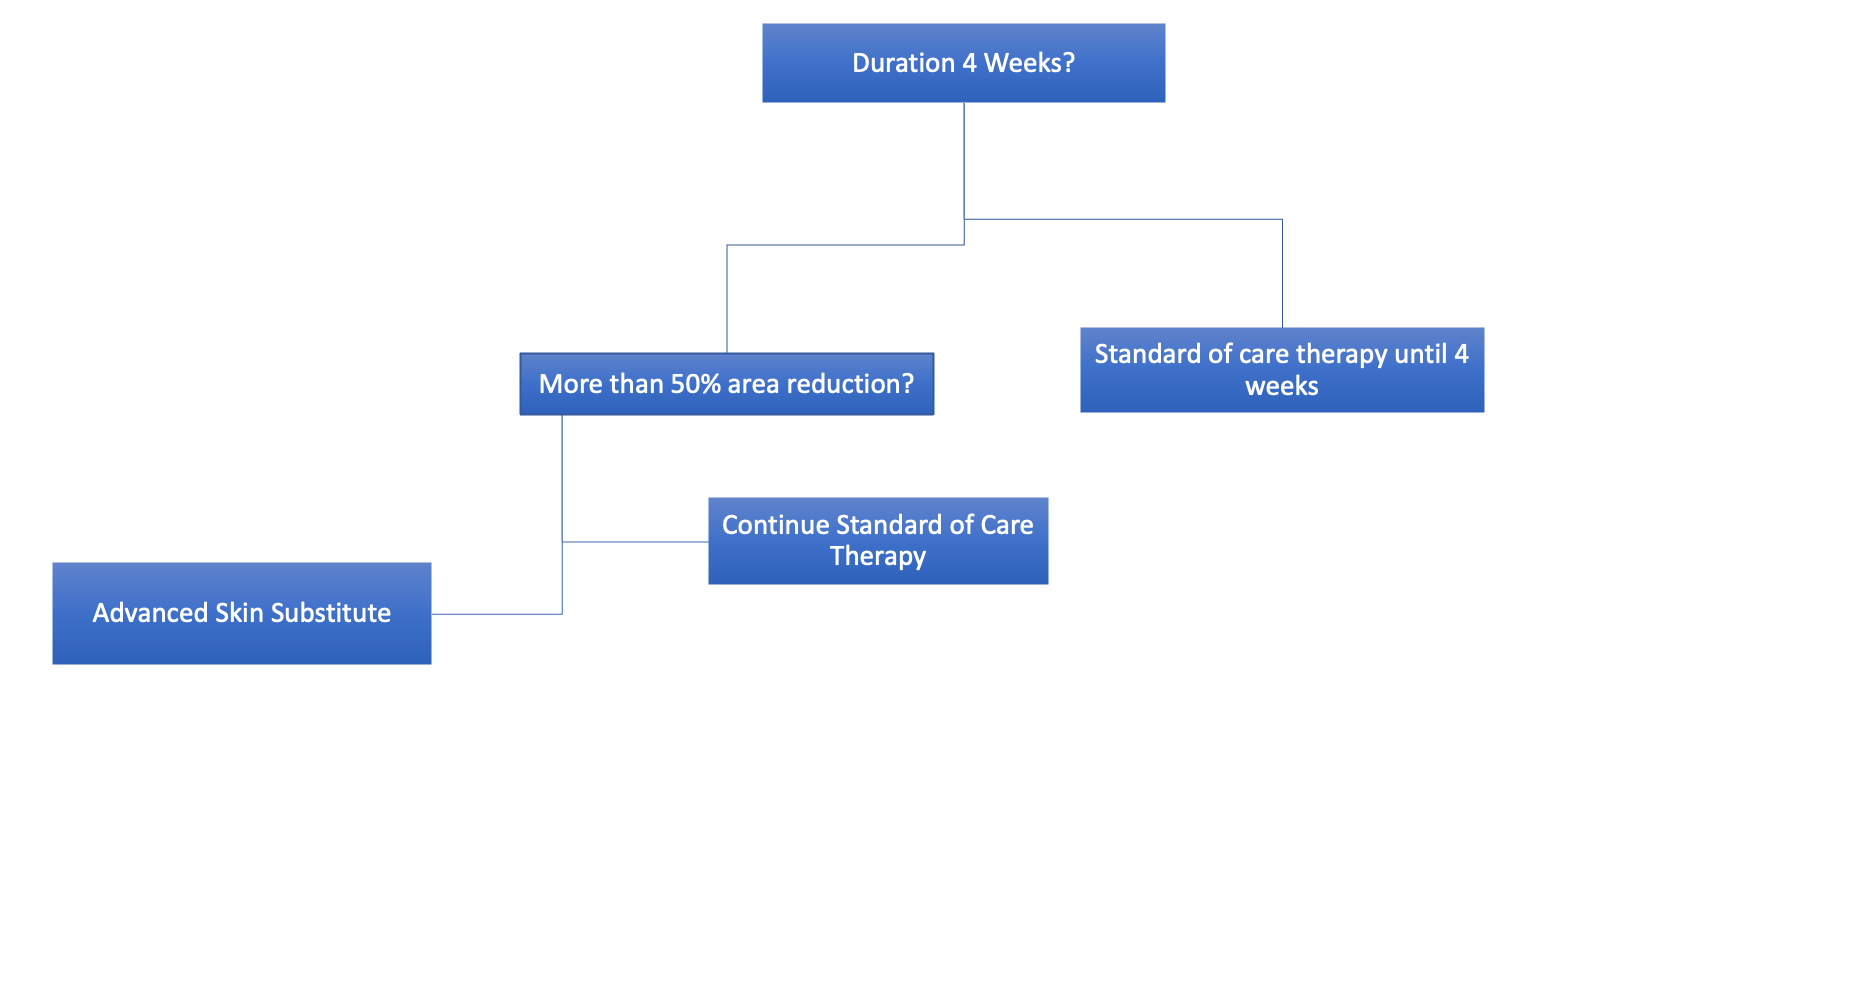 Duration 4 Weeks?
Standard of care therapy until 4
weeks
More than 50% area reduction?
Continue Standard of Care
Therapy
Advanced Skin Substitute